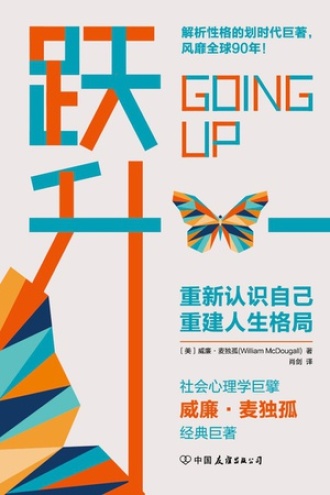 跃升
解析性格的划时代巨著，
风靡全球90年！
GOING
UP
重新认识自己
重建人生格局
［美］威廉·麦独孤(William McDougall) 著
肖剑 译
社会心理学巨擘
威廉·麦独孤
经典巨著
中国友谊出版公司